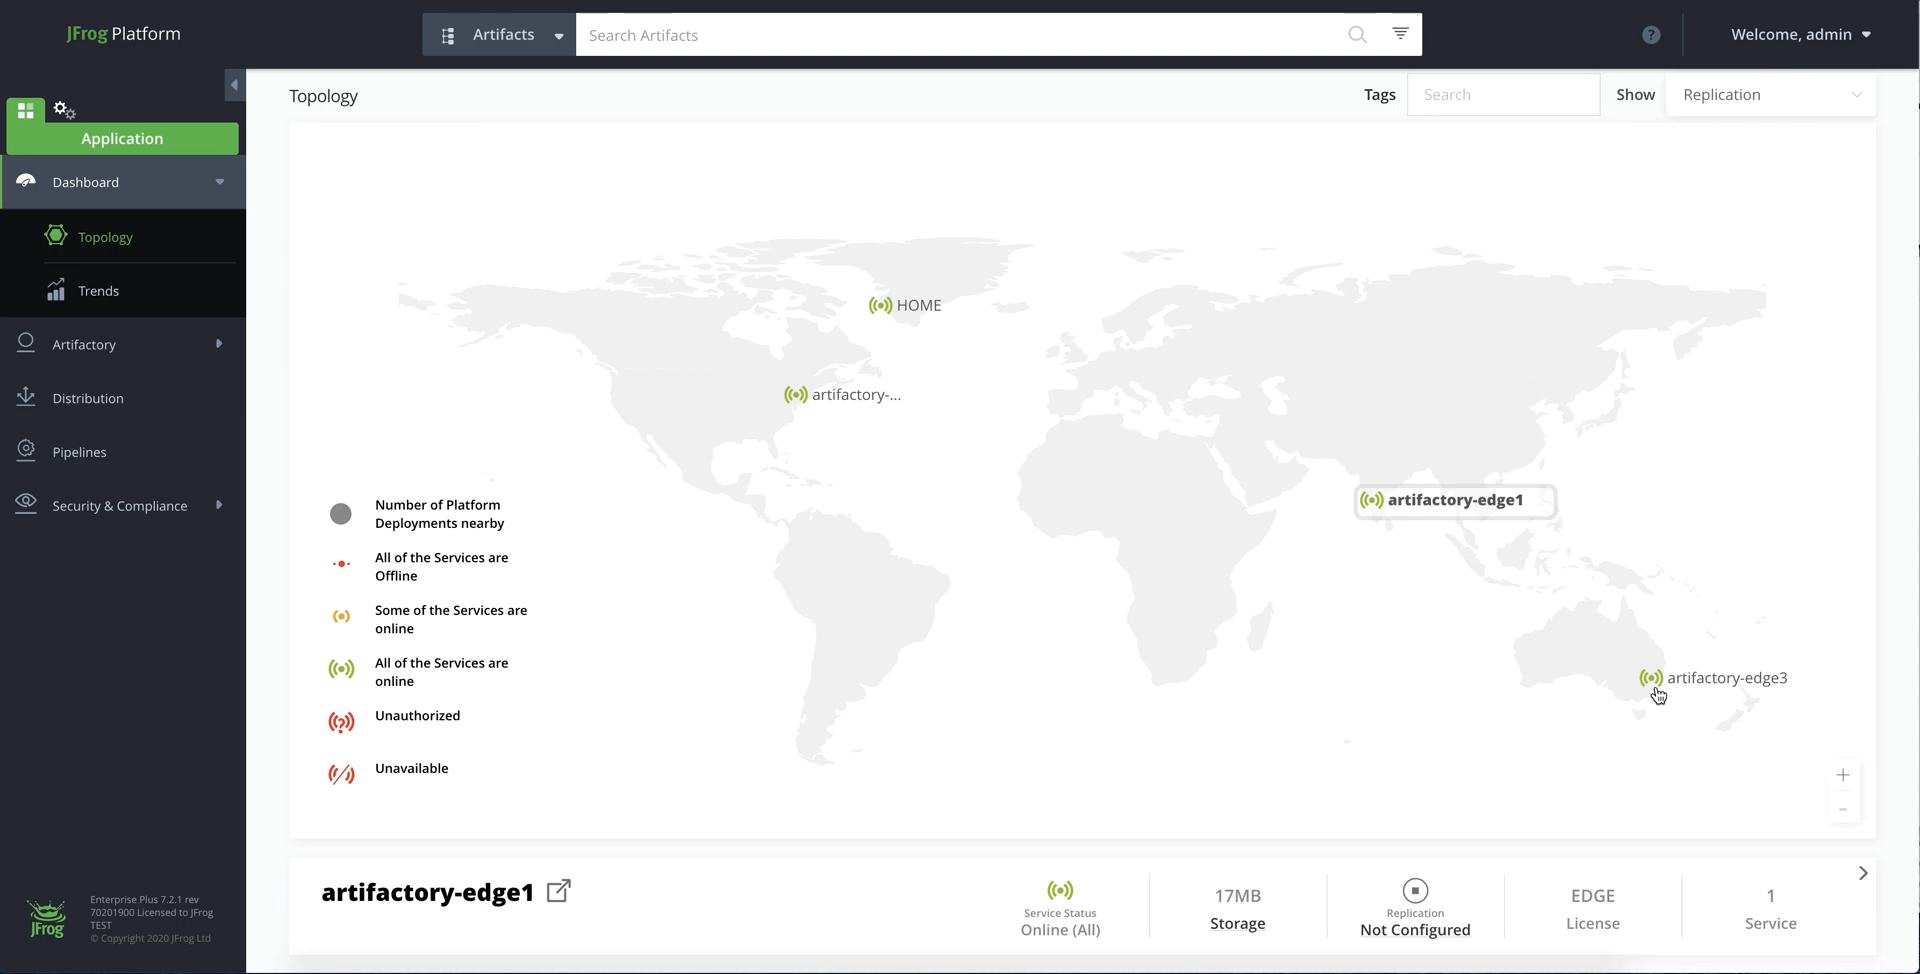 JFrog Platform
Artifacts
Search Artifacts
?
Welcome, admin
Application
Dashboard
Topology
Trends
Artifactory
Distribution
Pipelines
Security & Compliance
JFrog
Enterprise Plus 7.2.1 rev
70201900 Licensed to JFrog
TEST
© Copyright 2020 JFrog Ltd
Topology
Tags
Search
Show
Replication
HOME
artifactory-...
artifactory-edge1
artifactory-edge3
Number of Platform
Deployments nearby
All of the Services are
Offline
Some of the Services are
online
All of the Services are
online
Unauthorized
Unavailable
+
-
artifactory-edge1
Service Status
Online (All)
17MB
Storage
Replication
Not Configured
EDGE
License
1
Service